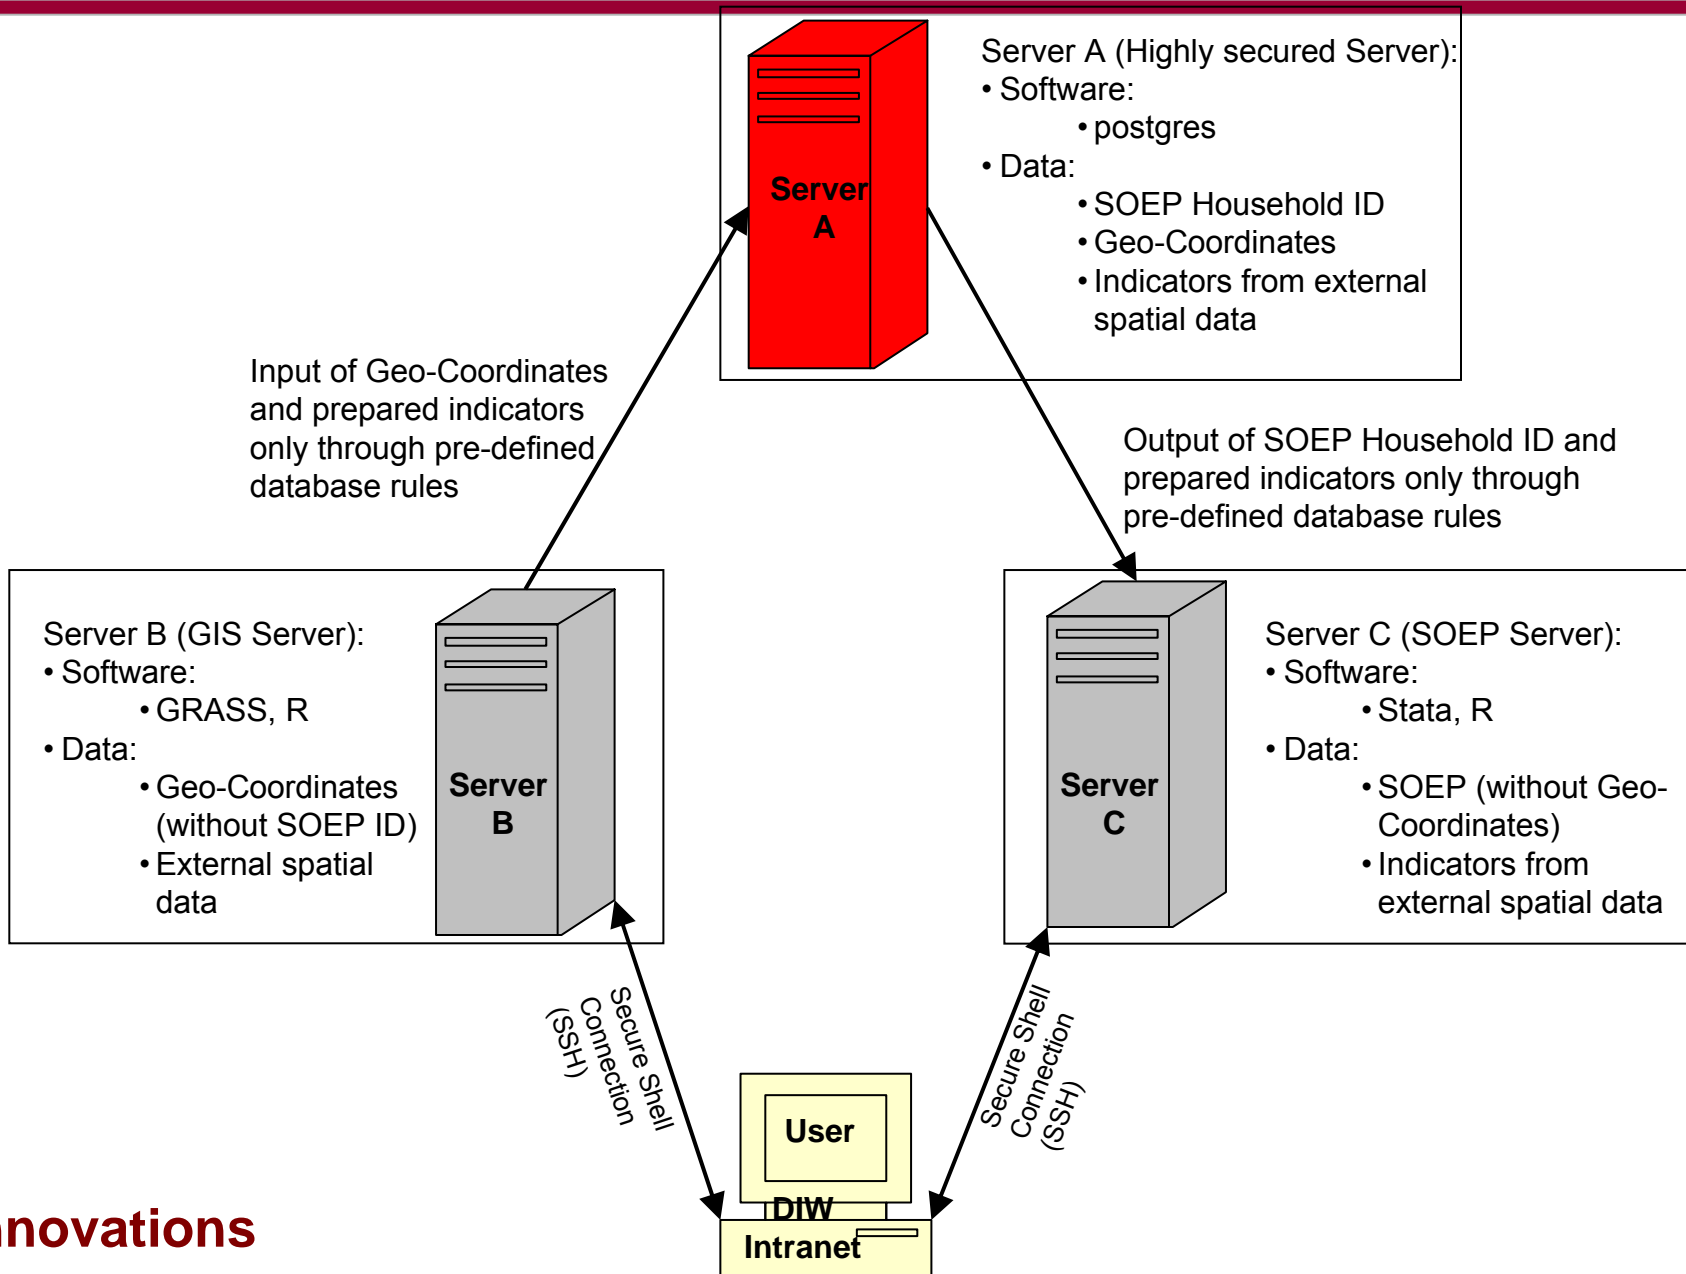 Server A (Highly secured Server):
• Software:
• postgres
• Data:
• SOEP Household ID
• Geo-Coordinates
• Indicators from external
spatial data
Server
A
Input of Geo-Coordinates
and prepared indicators
only through pre-defined
database rules
Output of SOEP Household ID and
prepared indicators only through
pre-defined database rules
Server B (GIS Server):
• Software:
• GRASS, R
• Data:
• Geo-Coordinates
(without SOEP ID)
• External spatial
data
Server
B
Server
C
Server C (SOEP Server):
• Software:
• Stata, R
• Data:
• SOEP (without Geo-
Coordinates)
• Indicators from
external spatial data
Secure Shell
Connection
(SSH)
Secure Shell
Connection
(SSH)
User
DIW
Intranet
nnovations